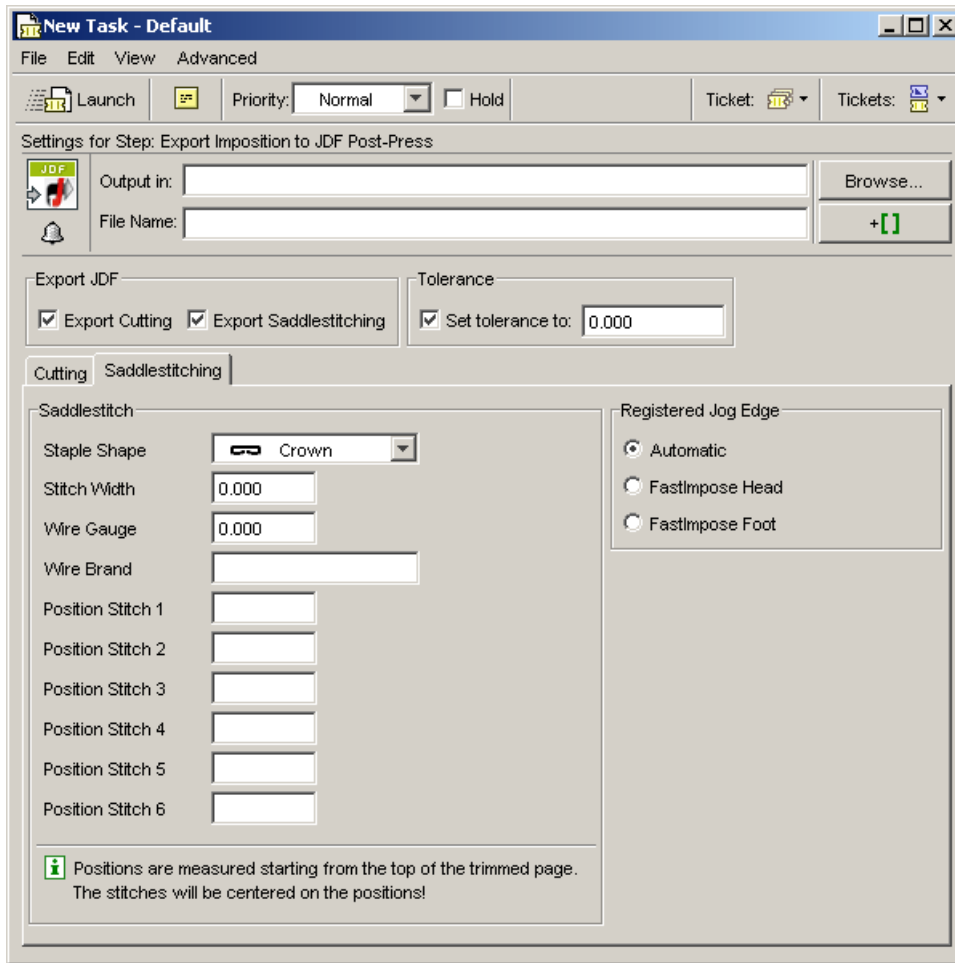 New Task - Default
File Edit View Advanced
Launch Priority: Normal Hold Ticket: Tickets:
Settings for Step: Export Imposition to JDF Post-Press
JDF
Output in: Browse...
File Name: +[]
Export JDF Tolerance
Export Cutting Export Saddlestitching Set tolerance to: 0.000
Cutting Saddlestitching
Saddlestitch Registered Jog Edge
Staple Shape Crown Automatic
Stitch Width 0.000 FastImpose Head
Wire Gauge 0.000 FastImpose Foot
Wire Brand
Position Stitch 1
Position Stitch 2
Position Stitch 3
Position Stitch 4
Position Stitch 5
Position Stitch 6
Positions are measured starting from the top of the trimmed page.
The stitches will be centered on the positions!